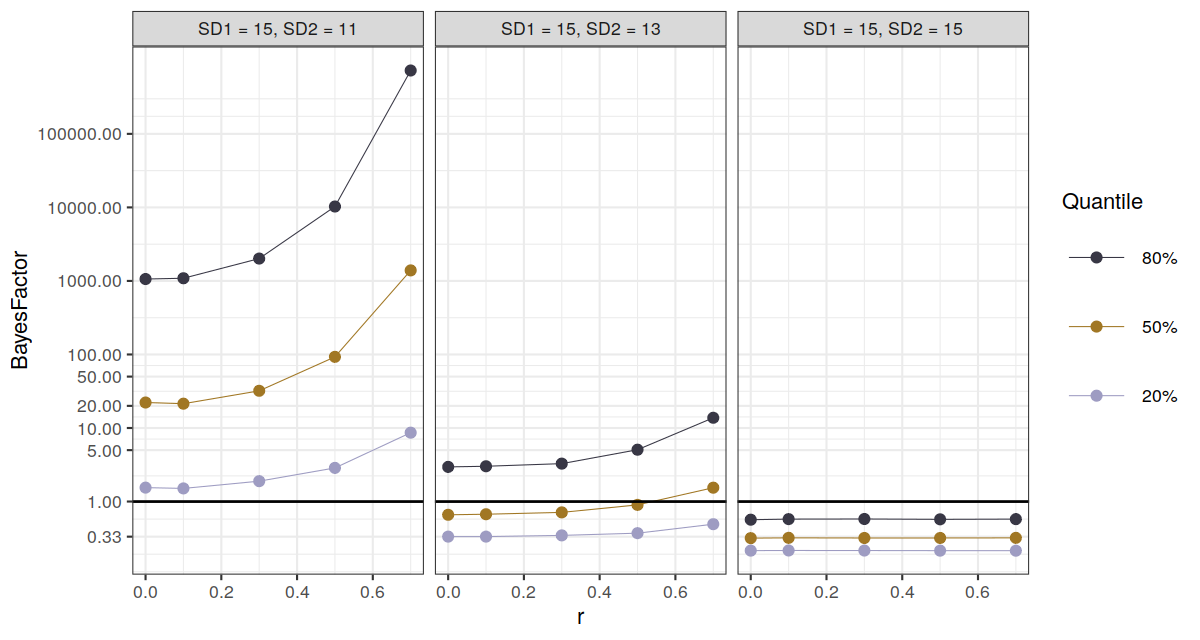 SD1 = 15, SD2 = 11
SD1 = 15, SD2 = 13
SD1 = 15, SD2 = 15
BayesFactor
100000.00
10000.00
1000.00
100.00
50.00
20.00
10.00
5.00
1.00
0.33
0.0 0.2 0.4 0.6
0.0 0.2 0.4 0.6
0.0 0.2 0.4 0.6
r
Quantile
80%
50%
20%